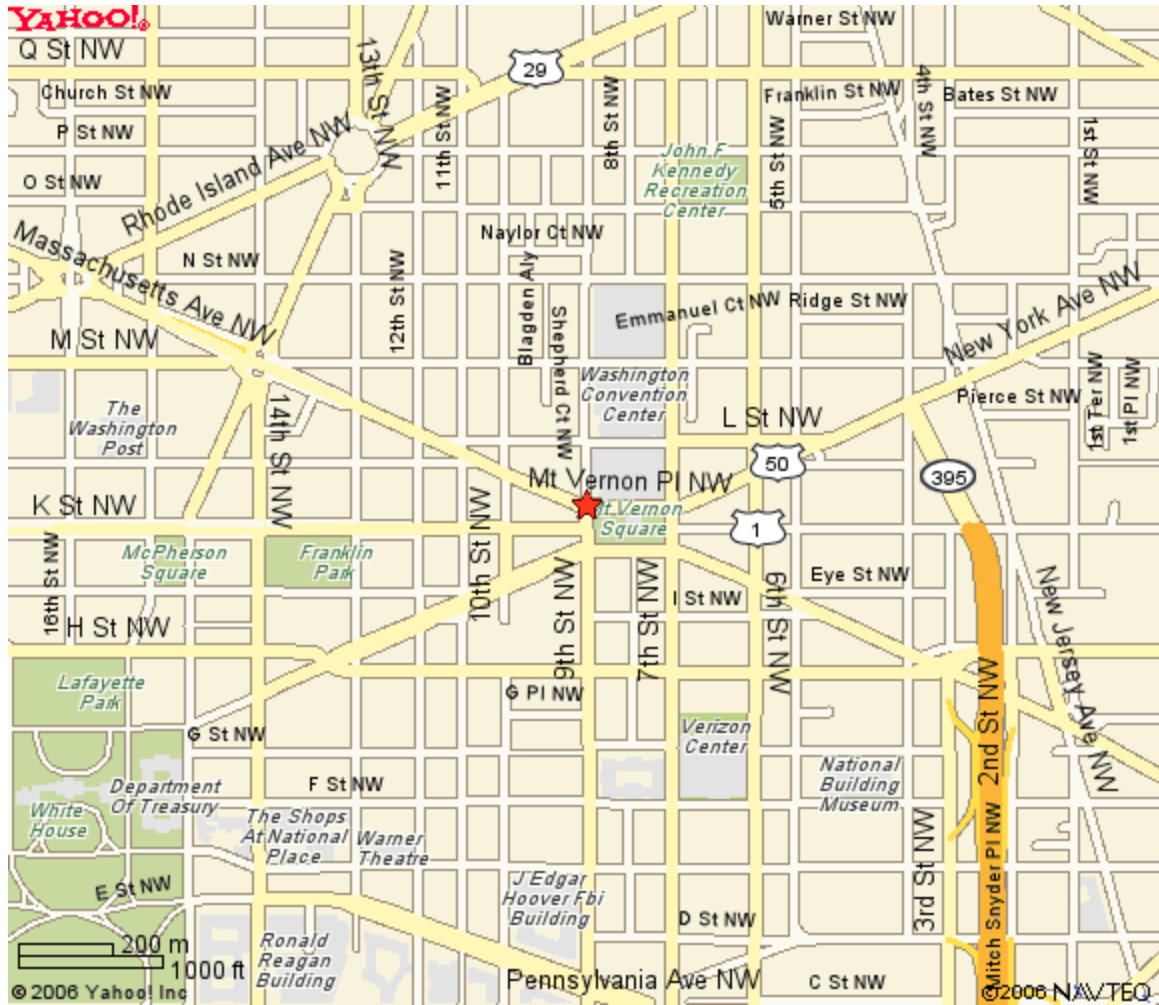 YAHOO!®
Warner St NW
Q St NW
13th St NW
29
Church St NW
11th St NW
8th St NW
Franklin St NW
4th St NW
Bates St NW
P St NW
Rhode Island Ave NW
John F
Kennedy
Recreation
Center
5th St NW
1st St NW
O St NW
Massachusetts Ave NW
N St NW
12th St NW
Naylor Ct NW
Blagden Aly
Shepherd Ct NW
Emmanuel Ct NW
Ridge St NW
New York Ave NW
M St NW
The
Washington
Post
14th St NW
Washington
Convention
Center
L St NW
Pierce St NW
1st Ter NW
1st Pl NW
50
395
Mt Vernon Pl NW
K St NW
10th St NW
Mt Vernon
Square
1
16th St NW
McPherson
Square
Franklin
Park
9th St NW
7th St NW
I St NW
6th St NW
Eye St NW
New Jersey Ave NW
H St NW
Lafayette
Park
G Pl NW
2nd St NW
G St NW
Verizon
Center
Department
Of Treasury
F St NW
National
Building
Museum
White
House
The Shops
At National
Place
Warner
Theatre
3rd St NW
Mitch Snyder Pl NW
E St NW
J Edgar
Hoover Fbi
Building
D St NW
200 m
1000 ft
Ronald
Reagan
Building
Pennsylvania Ave NW
C St NW
© 2006 Yahoo! Inc
©2006 NAVTEQ